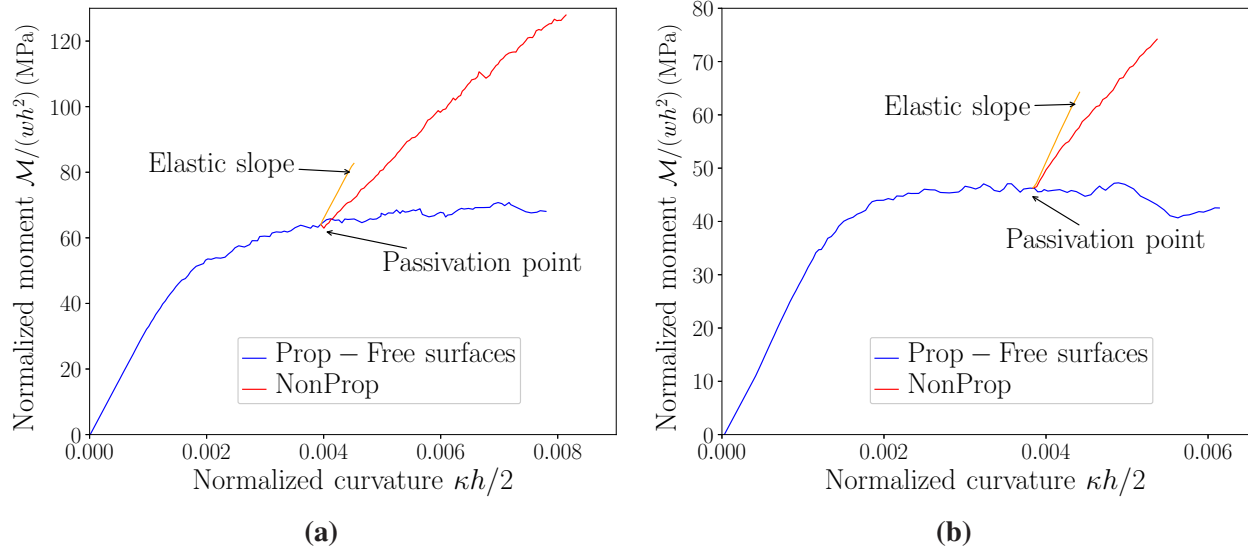 Normalized moment 𝓜/(wh²) (MPa)
120
100
80
60
40
20
0
Elastic slope
Passivation point
Prop − Free surfaces
NonProp
0.000 0.002 0.004 0.006 0.008
Normalized curvature κh/2
(a)
Normalized moment 𝓜/(wh²) (MPa)
80
70
60
50
40
30
20
10
0
Elastic slope
Passivation point
Prop − Free surfaces
NonProp
0.000 0.002 0.004 0.006
Normalized curvature κh/2
(b)